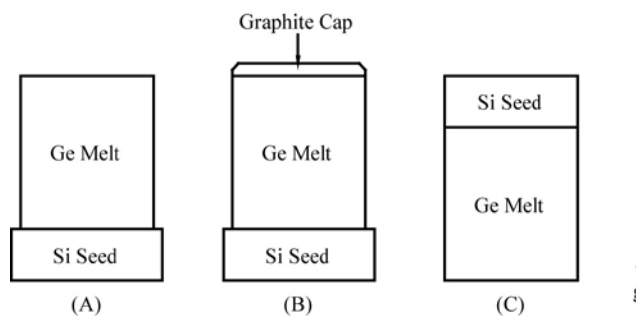 Graphite Cap
Ge Melt
Si Seed
(A)
Ge Melt
Si Seed
(B)
Si Seed
Ge Melt
(C)
g